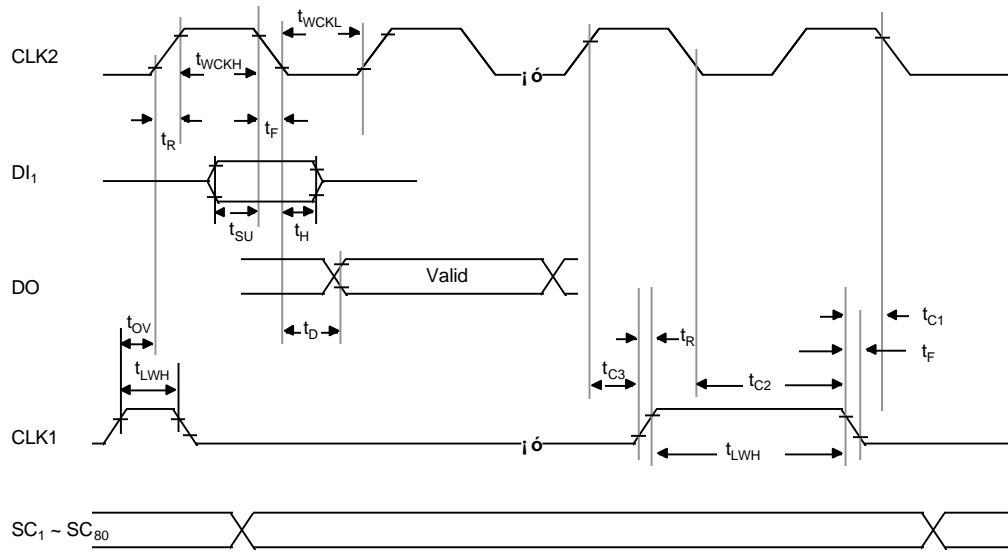 CLK2
tWCKH
tWCKL
¡ ó
tR
tF
DI1
tSU
tH
DO
Valid
tD
tOV
tLWH
tC3
tR
tC2
tC1
tF
CLK1
¡ ó
tLWH
SC1 ~ SC80